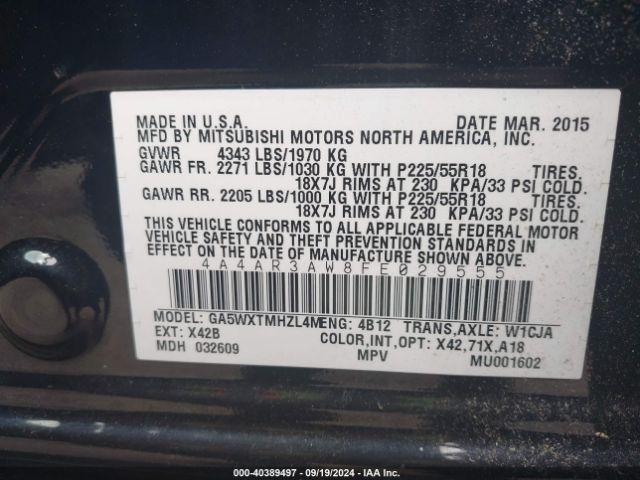 MADE IN U.S.A. DATE MAR. 2015
MFD BY MITSUBISHI MOTORS NORTH AMERICA, INC.
GVWR 4343 LBS/1970 KG
GAWR FR. 2271 LBS/1030 KG WITH P225/55R18 TIRES.
18X7J RIMS AT 230 KPA/33 PSI COLD.
GAWR RR. 2205 LBS/1000 KG WITH P225/55R18 TIRES.
18X7J RIMS AT 230 KPA/33 PSI COLD.
THIS VEHICLE CONFORMS TO ALL APPLICABLE FEDERAL MOTOR
VEHICLE SAFETY AND THEFT PREVENTION STANDARDS IN
EFFECT ON THE DATE OF MANUFACTURE SHOWN ABOVE.
4A4AR3AW8FE029555
MODEL: GA5WXTMHZL4M ENG: 4B12 TRANS,AXLE: W1CJA
EXT: X42B COLOR,INT,OPT: X42,71X,A18
MDH 032609 MPV MU001602
000-40389497 - 09/19/2024 - IAA Inc.